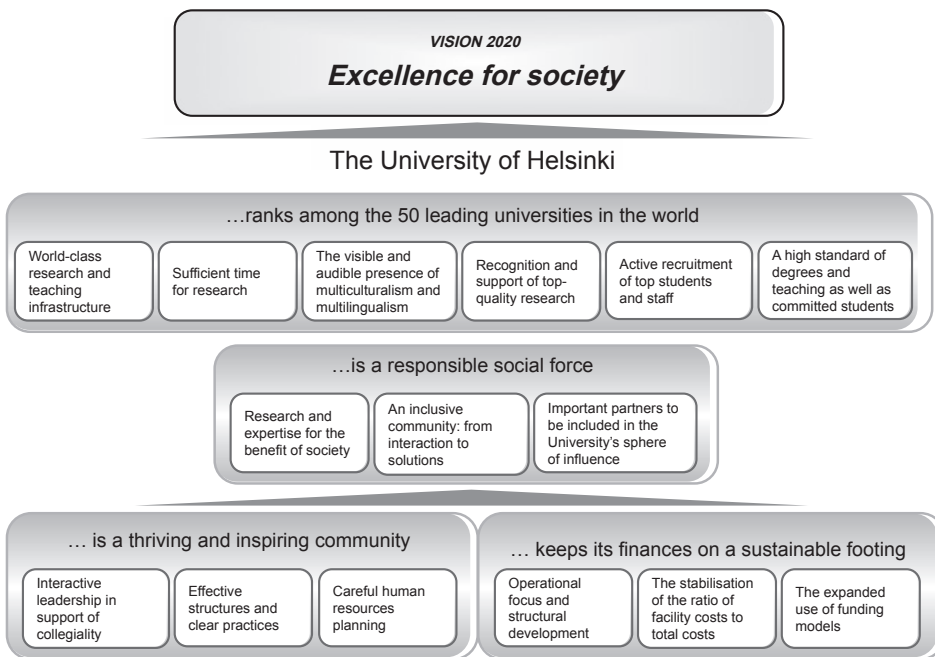 VISION 2020
Excellence for society
The University of Helsinki
…ranks among the 50 leading universities in the world
World-class
research and
teaching
infrastructure
Sufficient time
for research
The visible and
audible presence of
multiculturalism and
multilingualism
Recognition and
support of top-
quality research
Active recruitment
of top students
and staff
A high standard of
degrees and
teaching as well as
committed students
…is a responsible social force
Research and
expertise for the
benefit of society
An inclusive
community: from
interaction to
solutions
Important partners to
be included in the
University’s sphere
of influence
… is a thriving and inspiring community
Interactive
leadership in
support of
collegiality
Effective
structures and
clear practices
Careful human
resources
planning
… keeps its finances on a sustainable footing
Operational
focus and
structural
development
The stabilisation
of the ratio of
facility costs to
total costs
The expanded
use of funding
models